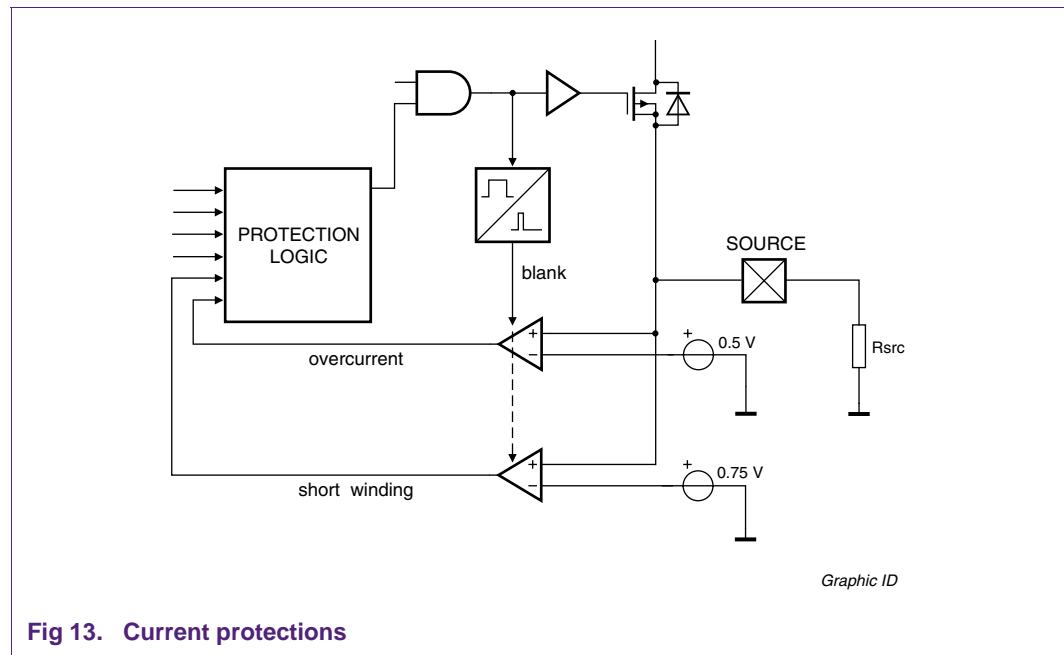 PROTECTION
LOGIC
blank
SOURCE
+
−
overcurrent
+
0.5 V
Rsrc
+
−
short winding
+
0.75 V
Graphic ID
Fig 13. Current protections